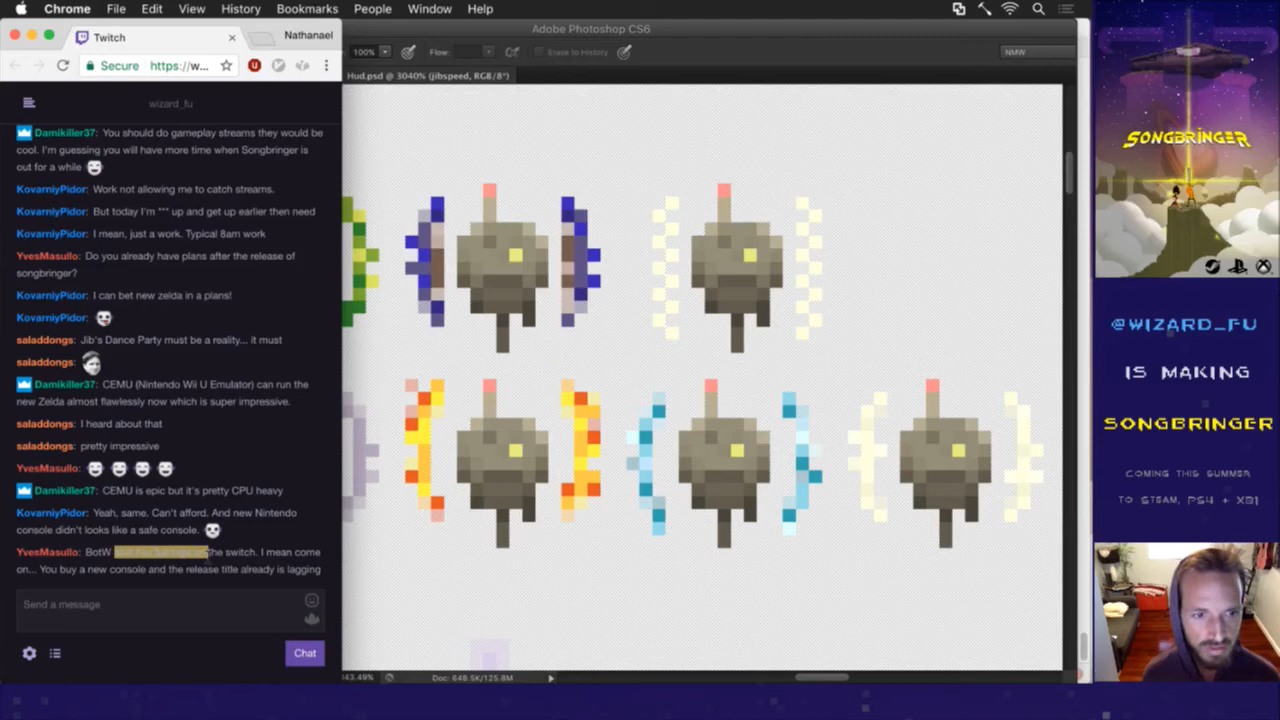 Chrome File Edit View History Bookmarks People Window Help
Twitch
Nathanael
Secure https://w...
Adobe Photoshop CS6
100% Flow: Erase to History NMW
Hud.psd @ 3040% (jibspeed, RGB/8*)
wizard_fu
Damikiller37: You should do gameplay streams they would be
cool. I'm guessing you will have more time when Songbringer is
out for a while
KovarniyPidor: Work not allowing me to catch streams.
KovarniyPidor: But today I'm *** up and get up earlier then need
KovarniyPidor: I mean, just a work. Typical 8am work
YvesMasullo: Do you already have plans after the release of
songbringer?
KovarniyPidor: I can bet new zelda in a plans!
KovarniyPidor:
saladdongs: Jib's Dance Party must be a reality... it must
saladdongs:
Damikiller37: CEMU (Nintendo Wii U Emulator) can run the
new Zelda almost flawlessly now which is super impressive.
saladdongs: I heard about that
saladdongs: pretty impressive
YvesMasullo:
Damikiller37: CEMU is epic but it's pretty CPU heavy
KovarniyPidor: Yeah, same. Can't afford. And new Nintendo
console didn't looks like a safe console.
YvesMasullo: BotW the switch. I mean come
on... You buy a new console and the release title already is lagging
Send a message
Chat
43.49% Doc: 648.5K/125.8M
SONGBRINGER
@WIZARD_FU
IS MAKING
SONGBRINGER
COMING THIS SUMMER
TO STEAM, PS4 + XB1